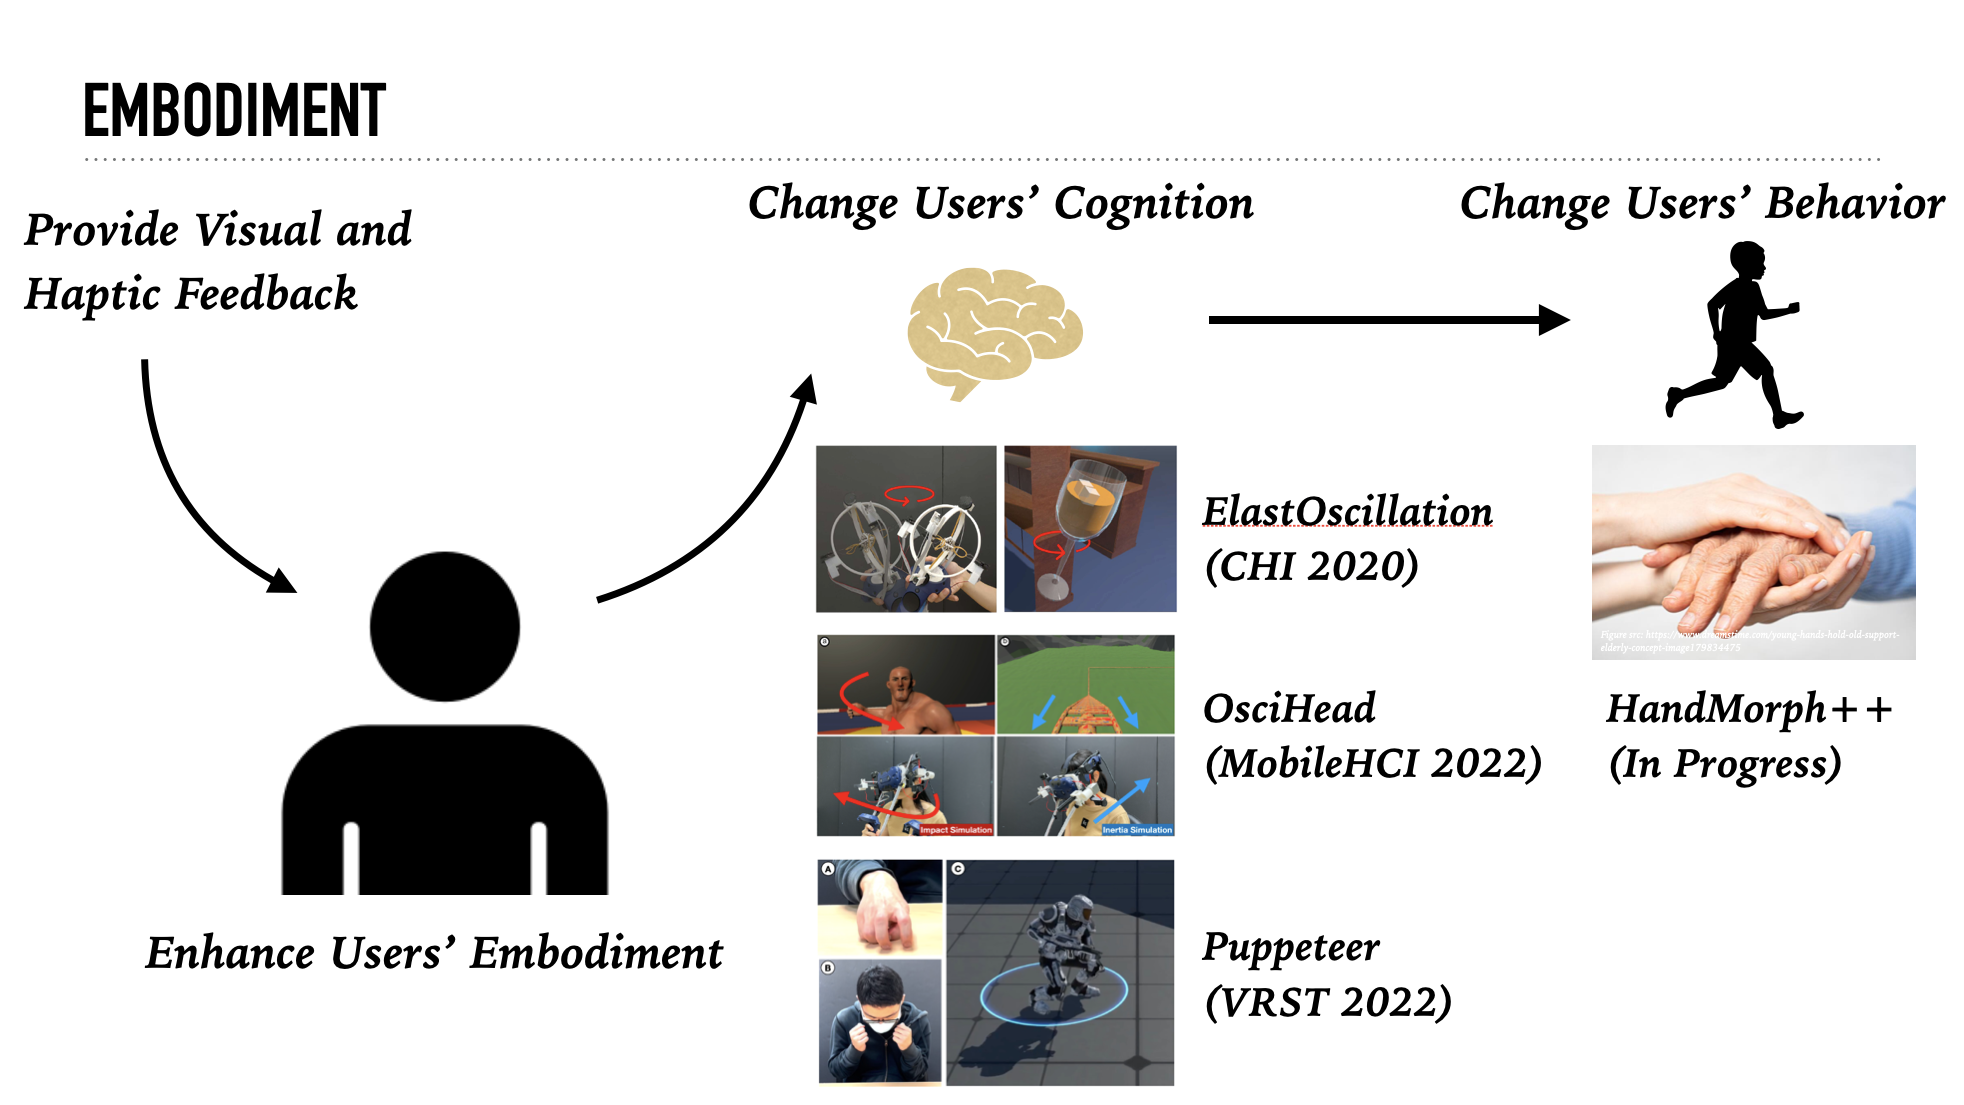 EMBODIMENT
Provide Visual and
Haptic Feedback
Change Users’ Cognition
Change Users’ Behavior
ElastOscillation
(CHI 2020)
Figure src: https://www.dreamstime.com/young-hands-hold-old-support-
elderly-concept-image179834475
a
b
OsciHead
(MobileHCI 2022)
Impact Simulation
Inertia Simulation
HandMorph++
(In Progress)
A
B
C
Puppeteer
(VRST 2022)
Enhance Users’ Embodiment